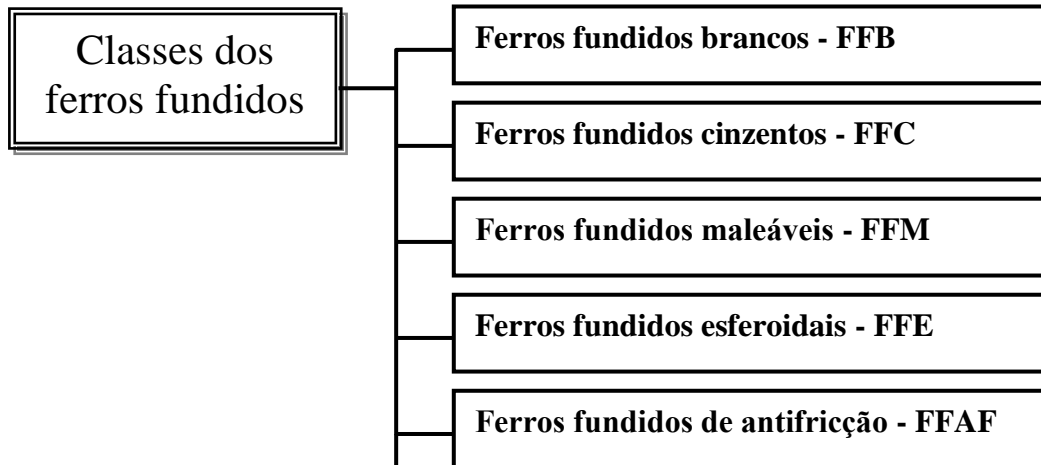 Classes dos
ferros fundidos
Ferros fundidos brancos - FFB
Ferros fundidos cinzentos - FFC
Ferros fundidos maleáveis - FFM
Ferros fundidos esferoidais - FFE
Ferros fundidos de antifricção - FFAF